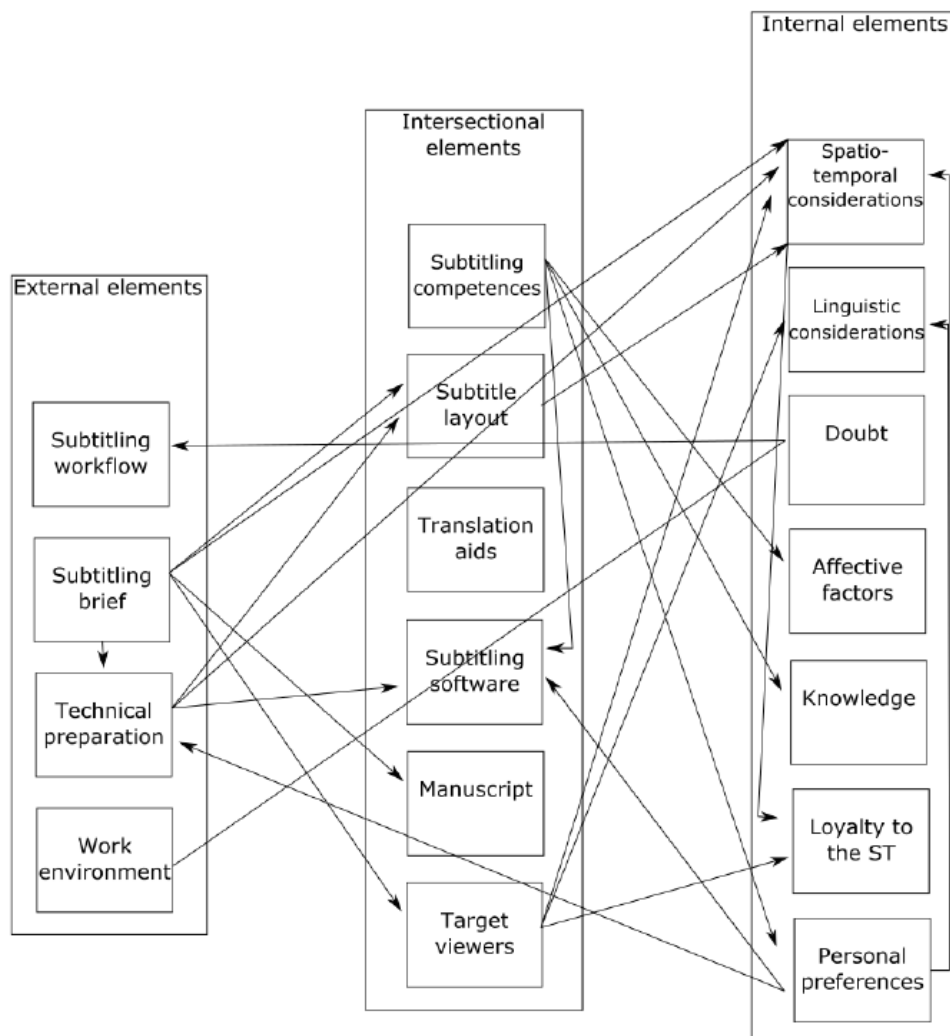 External elements
Subtitling
workflow
Subtitling
brief
Technical
preparation
Work
environment
Intersectional
elements
Subtitling
competences
Subtitle
layout
Translation
aids
Subtitling
software
Manuscript
Target
viewers
Internal elements
Spatio-
temporal
considerations
Linguistic
considerations
Doubt
Affective
factors
Knowledge
Loyalty to
the ST
Personal
preferences